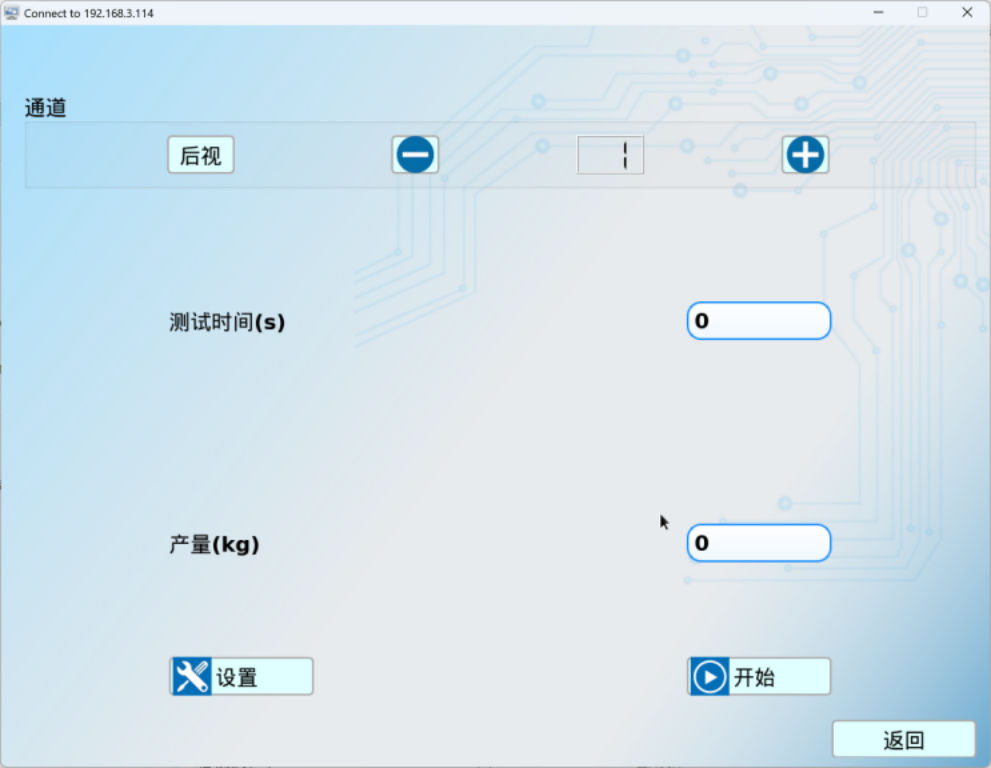 Connect to 192.168.3.114
通道
后视
1
测试时间(s)
0
产量(kg)
0
设置
开始
返回